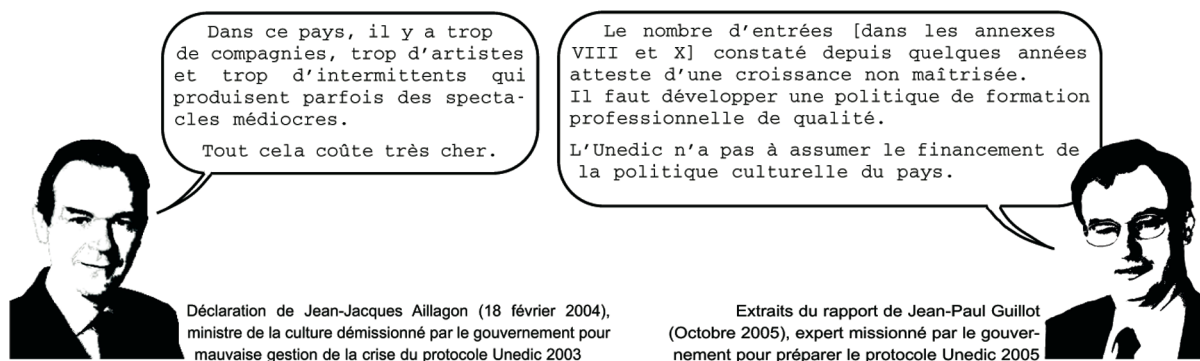 Dans ce pays, il y a trop
de compagnies, trop d'artistes
et trop d'intermittents qui
produisent parfois des specta-
cles médiocres.
Tout cela coûte très cher.
Le nombre d'entrées [dans les annexes
VIII et X] constaté depuis quelques années
atteste d'une croissance non maîtrisée.
Il faut développer une politique de formation
professionnelle de qualité.
L'Unedic n'a pas à assumer le financement de
la politique culturelle du pays.
Déclaration de Jean-Jacques Aillagon (18 février 2004),
ministre de la culture démissionné par le gouvernement pour
mauvaise gestion de la crise du protocole Unedic 2003
Extraits du rapport de Jean-Paul Guillot
(Octobre 2005), expert missionné par le gouver-
nement pour préparer le protocole Unedic 2005